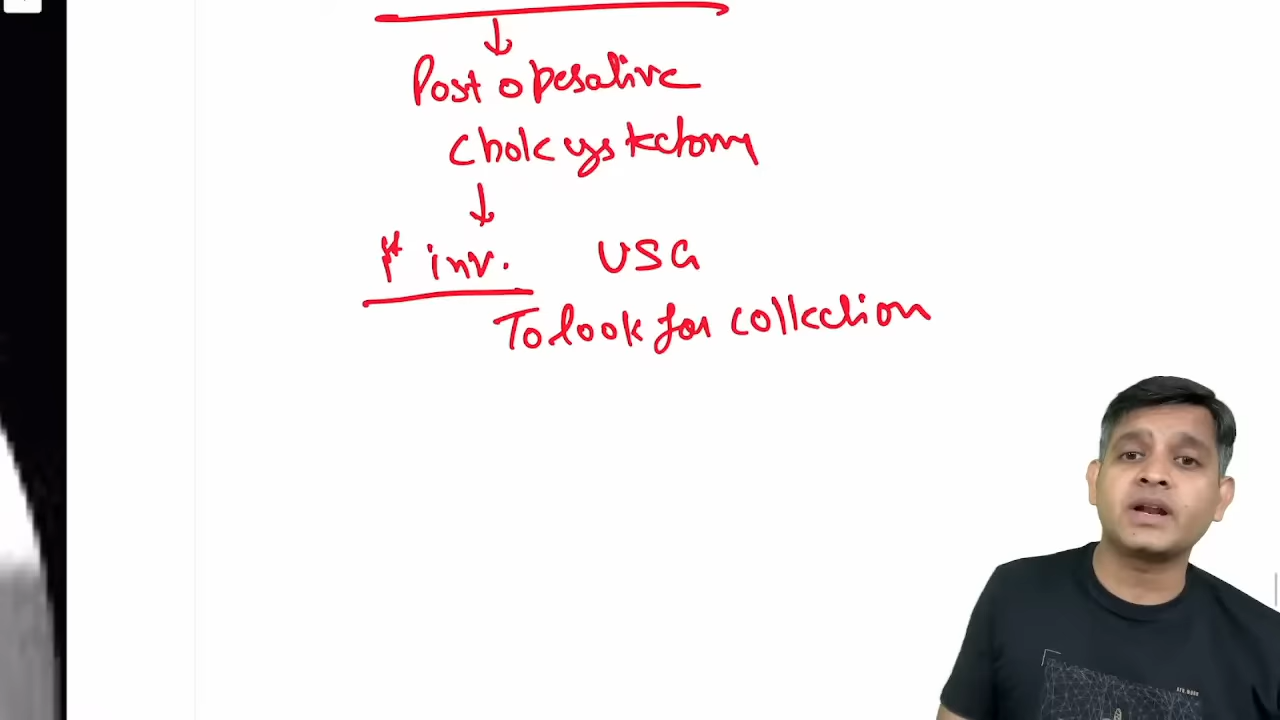 Post operative
Cholecystectomy
1st inv. USG
To look for collection